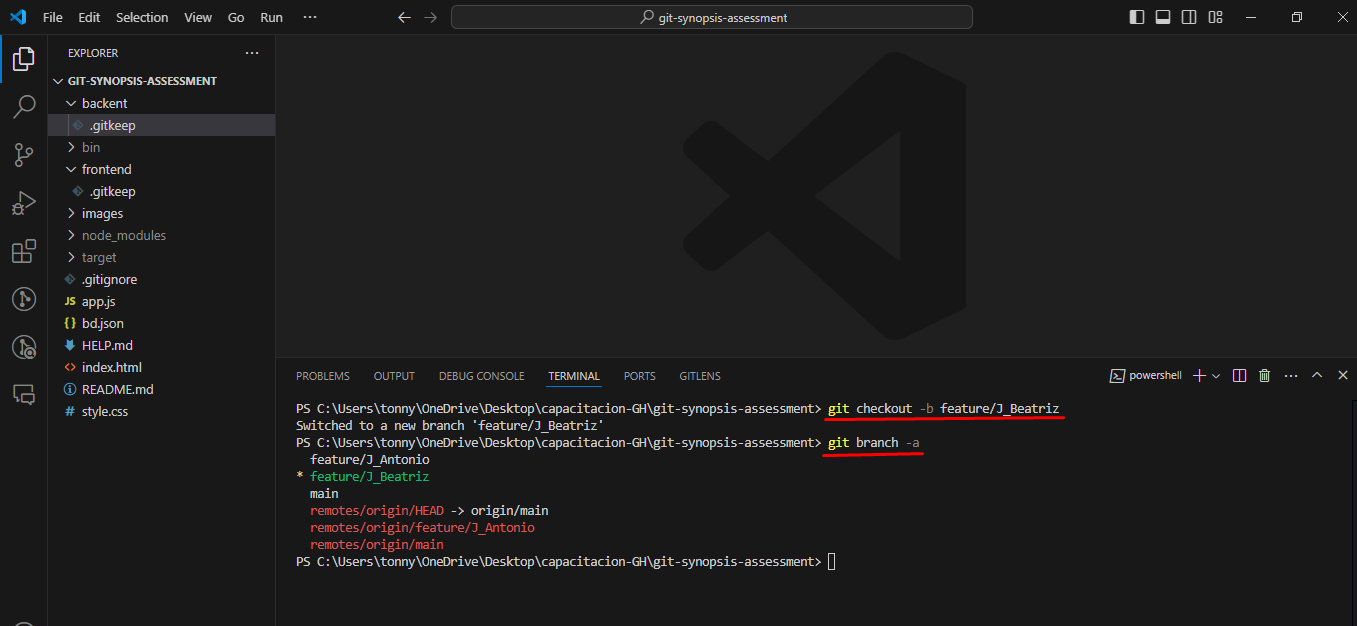 File Edit Selection View Go Run ···
git-synopsis-assessment
EXPLORER ···
GIT-SYNOPSIS-ASSESSMENT
backent
.gitkeep
bin
frontend
.gitkeep
images
node_modules
target
.gitignore
JS app.js
{} bd.json
HELP.md
<> index.html
README.md
# style.css
PROBLEMS OUTPUT DEBUG CONSOLE TERMINAL PORTS GITLENS
powershell
PS C:\Users\tonny\OneDrive\Desktop\capacitacion-GH\git-synopsis-assessment> git checkout -b feature/J_Beatriz
Switched to a new branch 'feature/J_Beatriz'
PS C:\Users\tonny\OneDrive\Desktop\capacitacion-GH\git-synopsis-assessment> git branch -a
feature/J_Antonio
* feature/J_Beatriz
main
remotes/origin/HEAD -> origin/main
remotes/origin/feature/J_Antonio
remotes/origin/main
PS C:\Users\tonny\OneDrive\Desktop\capacitacion-GH\git-synopsis-assessment>